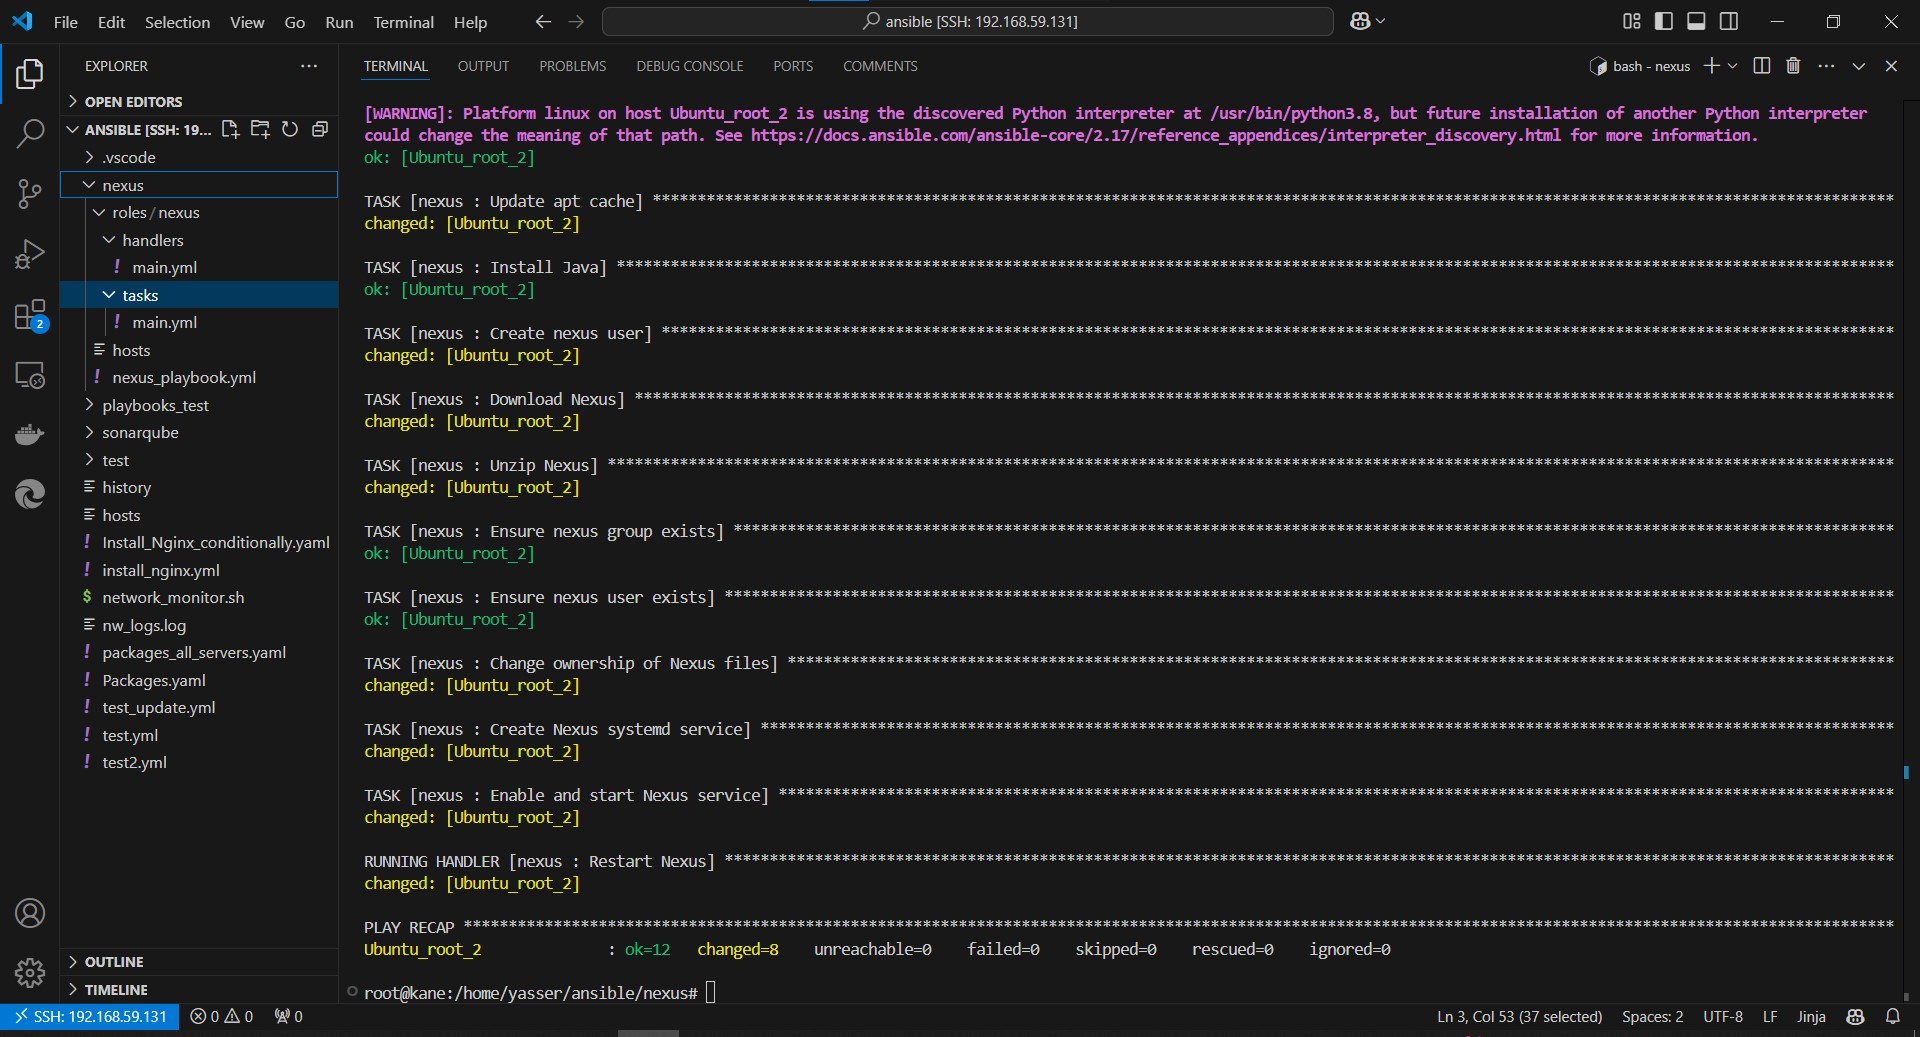 File Edit Selection View Go Run Terminal Help
ansible [SSH: 192.168.59.131]
EXPLORER
OPEN EDITORS
ANSIBLE [SSH: 19...
.vscode
nexus
roles / nexus
handlers
! main.yml
tasks
! main.yml
hosts
! nexus_playbook.yml
playbooks_test
sonarqube
test
history
hosts
! Install_Nginx_conditionally.yaml
! install_nginx.yml
$ network_monitor.sh
nw_logs.log
! packages_all_servers.yaml
! Packages.yaml
! test_update.yml
! test.yml
! test2.yml
OUTLINE
TIMELINE
2
TERMINAL OUTPUT PROBLEMS DEBUG CONSOLE PORTS COMMENTS
bash - nexus
[WARNING]: Platform linux on host Ubuntu_root_2 is using the discovered Python interpreter at /usr/bin/python3.8, but future installation of another Python interpreter
could change the meaning of that path. See https://docs.ansible.com/ansible-core/2.17/reference_appendices/interpreter_discovery.html for more information.
ok: [Ubuntu_root_2]
TASK [nexus : Update apt cache] ****
changed: [Ubuntu_root_2]
TASK [nexus : Install Java] ****
ok: [Ubuntu_root_2]
TASK [nexus : Create nexus user] ****
changed: [Ubuntu_root_2]
TASK [nexus : Download Nexus] ****
changed: [Ubuntu_root_2]
TASK [nexus : Unzip Nexus] ****
changed: [Ubuntu_root_2]
TASK [nexus : Ensure nexus group exists] ****
ok: [Ubuntu_root_2]
TASK [nexus : Ensure nexus user exists] ****
ok: [Ubuntu_root_2]
TASK [nexus : Change ownership of Nexus files] ****
changed: [Ubuntu_root_2]
TASK [nexus : Create Nexus systemd service] ****
changed: [Ubuntu_root_2]
TASK [nexus : Enable and start Nexus service] ****
changed: [Ubuntu_root_2]
RUNNING HANDLER [nexus : Restart Nexus] ****
changed: [Ubuntu_root_2]
PLAY RECAP ****
Ubuntu_root_2 : ok=12 changed=8 unreachable=0 failed=0 skipped=0 rescued=0 ignored=0
root@kane:/home/yasser/ansible/nexus#
SSH: 192.168.59.131 0 0 0 Ln 3, Col 53 (37 selected) Spaces: 2 UTF-8 LF Jinja